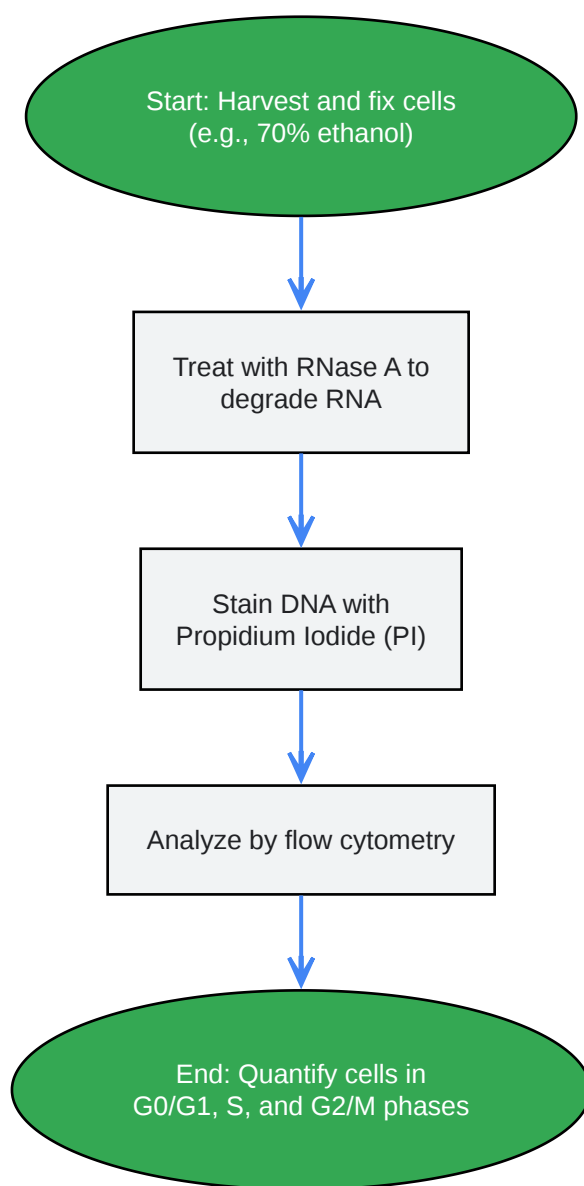 Start: Harvest and fix cells
(e.g., 70% ethanol)
Treat with RNase A to
degrade RNA
Stain DNA with
Propidium Iodide (PI)
Analyze by flow cytometry
End: Quantify cells in
G0/G1, S, and G2/M phases